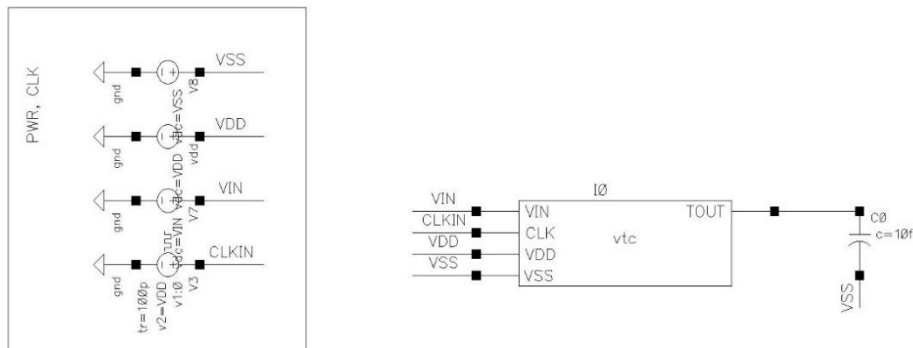 PWR, CLK
gnd
V8
VSS
vdc=VSS
gnd
vdd
VDD
vdc=VDD
gnd
V7
VIN
vdc=VIN
gnd
V3
CLKIN
tr=100p
v2=VDD
v1:0
VIN
CLKIN
VDD
VSS
I0
VIN
CLK
VDD
VSS
vtc
TOUT
C0
c=10f
VSS